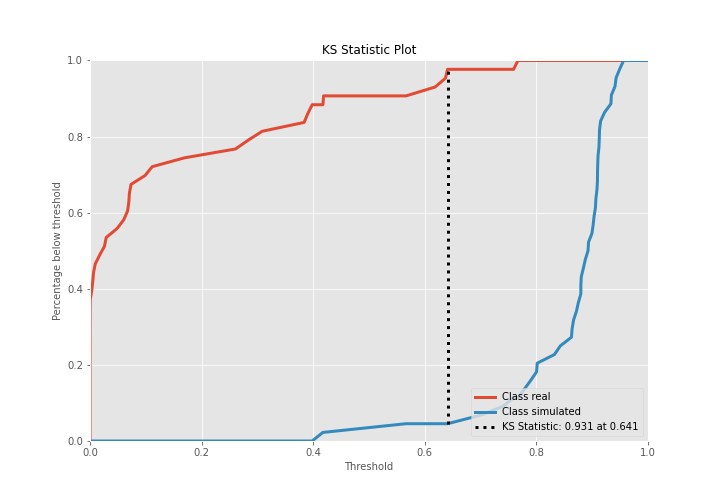 KS Statistic Plot
1.0
0.8
0.6
0.4
0.2
0.0
Percentage below threshold
0.0 0.2 0.4 0.6 0.8 1.0
Threshold
Class real
Class simulated
KS Statistic: 0.931 at 0.641